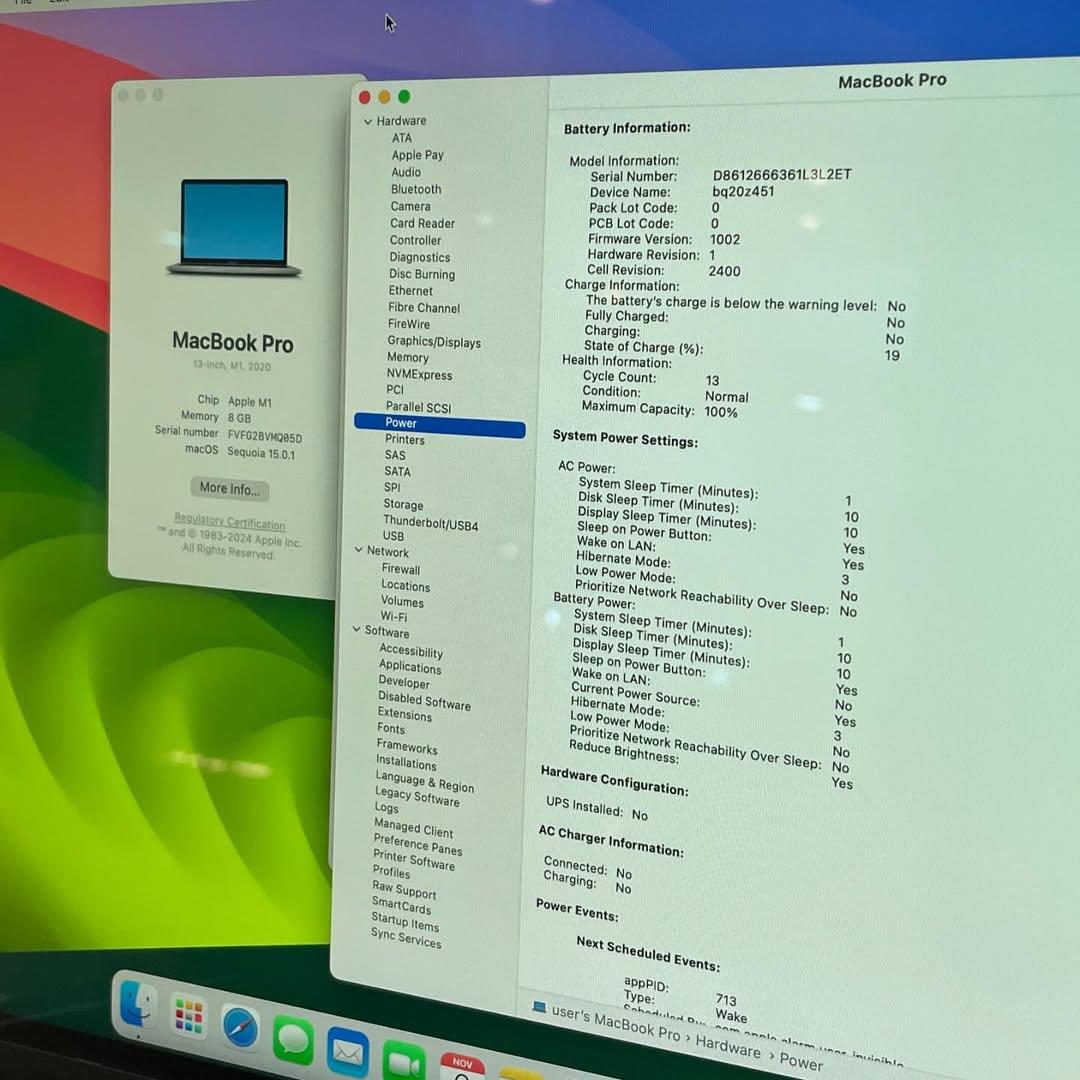 MacBook Pro
13-inch, M1, 2020
Chip Apple M1
Memory 8 GB
Serial number FVFG2BVMQ05D
macOS Sequoia 15.0.1
More Info...
Regulatory Certification
™ and © 1983-2024 Apple Inc.
All Rights Reserved.
MacBook Pro
Hardware
ATA
Apple Pay
Audio
Bluetooth
Camera
Card Reader
Controller
Diagnostics
Disc Burning
Ethernet
Fibre Channel
FireWire
Graphics/Displays
Memory
NVMExpress
PCI
Parallel SCSI
Power
Printers
SAS
SATA
SPI
Storage
Thunderbolt/USB4
USB
Network
Firewall
Locations
Volumes
Wi-Fi
Software
Accessibility
Applications
Developer
Disabled Software
Extensions
Fonts
Frameworks
Installations
Language & Region
Legacy Software
Logs
Managed Client
Preference Panes
Printer Software
Profiles
Raw Support
SmartCards
Startup Items
Sync Services
Battery Information:
Model Information:
Serial Number: D8612666361L3L2ET
Device Name: bq20z451
Pack Lot Code: 0
PCB Lot Code: 0
Firmware Version: 1002
Hardware Revision: 1
Cell Revision: 2400
Charge Information:
The battery's charge is below the warning level: No
Fully Charged: No
Charging: No
State of Charge (%): 19
Health Information:
Cycle Count: 13
Condition: Normal
Maximum Capacity: 100%
System Power Settings:
AC Power:
System Sleep Timer (Minutes): 1
Disk Sleep Timer (Minutes): 10
Display Sleep Timer (Minutes): 10
Sleep on Power Button: Yes
Wake on LAN: Yes
Hibernate Mode: 3
Low Power Mode: No
Prioritize Network Reachability Over Sleep: No
Battery Power:
System Sleep Timer (Minutes): 1
Disk Sleep Timer (Minutes): 10
Display Sleep Timer (Minutes): 10
Sleep on Power Button: Yes
Wake on LAN: No
Current Power Source: Yes
Hibernate Mode: 3
Low Power Mode: No
Prioritize Network Reachability Over Sleep: No
Reduce Brightness: Yes
Hardware Configuration:
UPS Installed: No
AC Charger Information:
Connected: No
Charging: No
Power Events:
Next Scheduled Events:
appPID: 713
Type: Wake
user's MacBook Pro › Hardware › Power
NOV